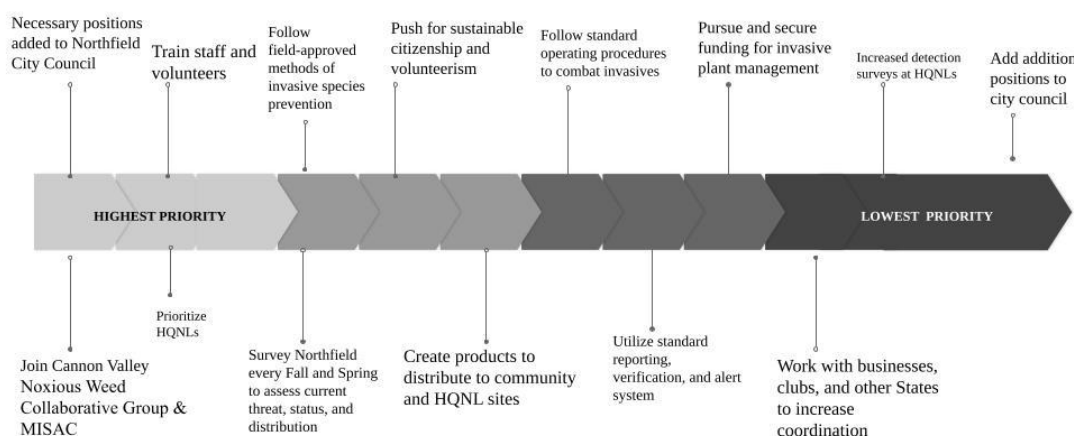 Necessary positions
added to Northfield
City Council
Train staff and
volunteers
Follow
field-approved
methods of
invasive species
prevention
Push for sustainable
citizenship and
volunteerism
Follow standard
operating procedures
to combat invasives
Pursue and secure
funding for invasive
plant management
Increased detection
surveys at HQNLs
Add addition
positions to
city council
HIGHEST PRIORITY
LOWEST PRIORITY
Join Cannon Valley
Noxious Weed
Collaborative Group &
MISAC
Prioritize
HQNLs
Survey Northfield
every Fall and Spring
to assess current
threat, status, and
distribution
Create products to
distribute to community
and HQNL sites
Utilize standard
reporting,
verification, and alert
system
Work with businesses,
clubs, and other States
to increase
coordination